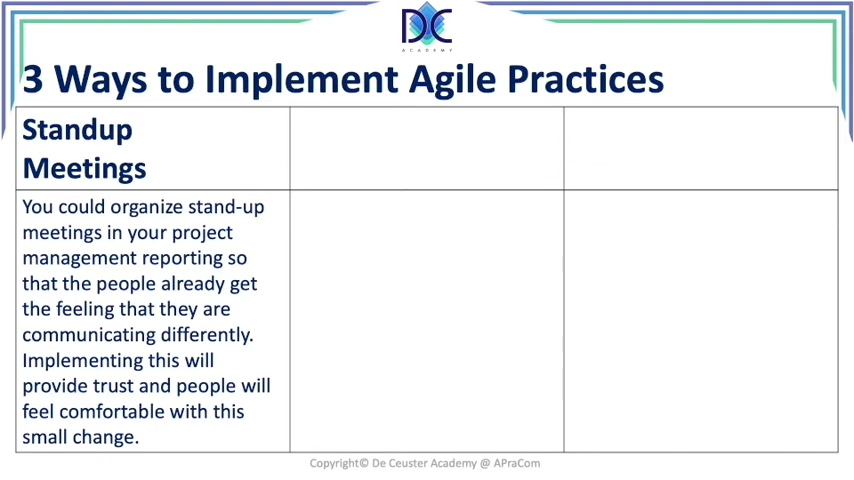 DC
ACADEMY
3 Ways to Implement Agile Practices
Standup
Meetings
You could organize stand-up
meetings in your project
management reporting so
that the people already get
the feeling that they are
communicating differently.
Implementing this will
provide trust and people will
feel comfortable with this
small change.
Copyright© De Ceuster Academy @ APraCom